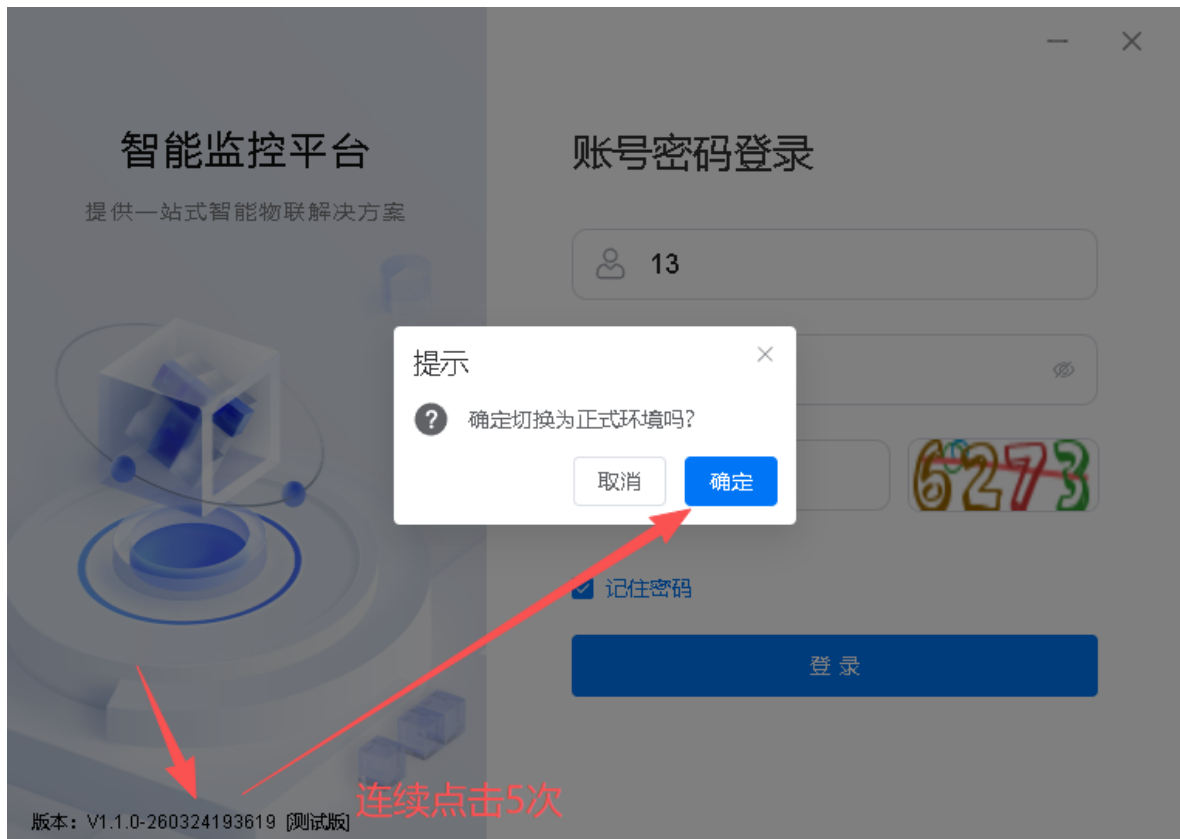 智能监控平台
提供一站式智能物联解决方案
账号密码登录
13
提示
确定切换为正式环境吗?
取消
确定
6273
记住密码
登 录
连续点击5次
版本: V1.1.0-260324193619 [测试版]